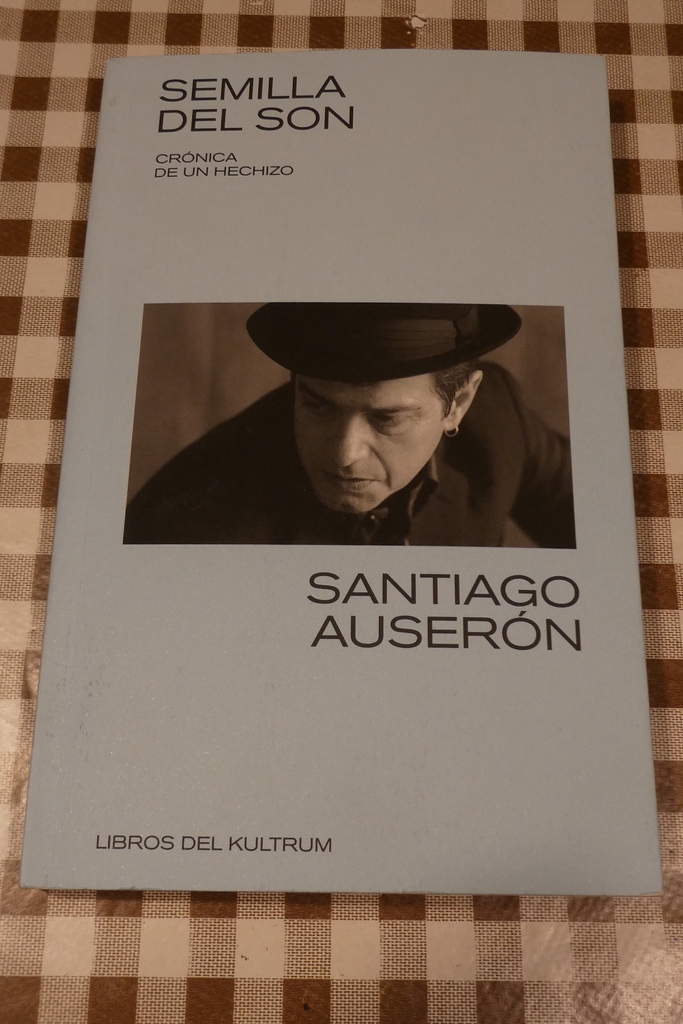 SEMILLA
DEL SON
CRÓNICA
DE UN HECHIZO
SANTIAGO
AUSERÓN
LIBROS DEL KULTRUM